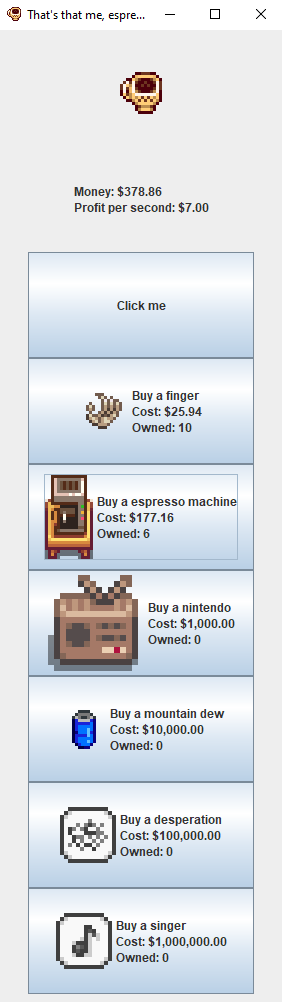 That's that me, espre...
Money: $378.86
Profit per second: $7.00
Click me
Buy a finger
Cost: $25.94
Owned: 10
Buy a espresso machine
Cost: $177.16
Owned: 6
Buy a nintendo
Cost: $1,000.00
Owned: 0
Buy a mountain dew
Cost: $10,000.00
Owned: 0
Buy a desperation
Cost: $100,000.00
Owned: 0
Buy a singer
Cost: $1,000,000.00
Owned: 0